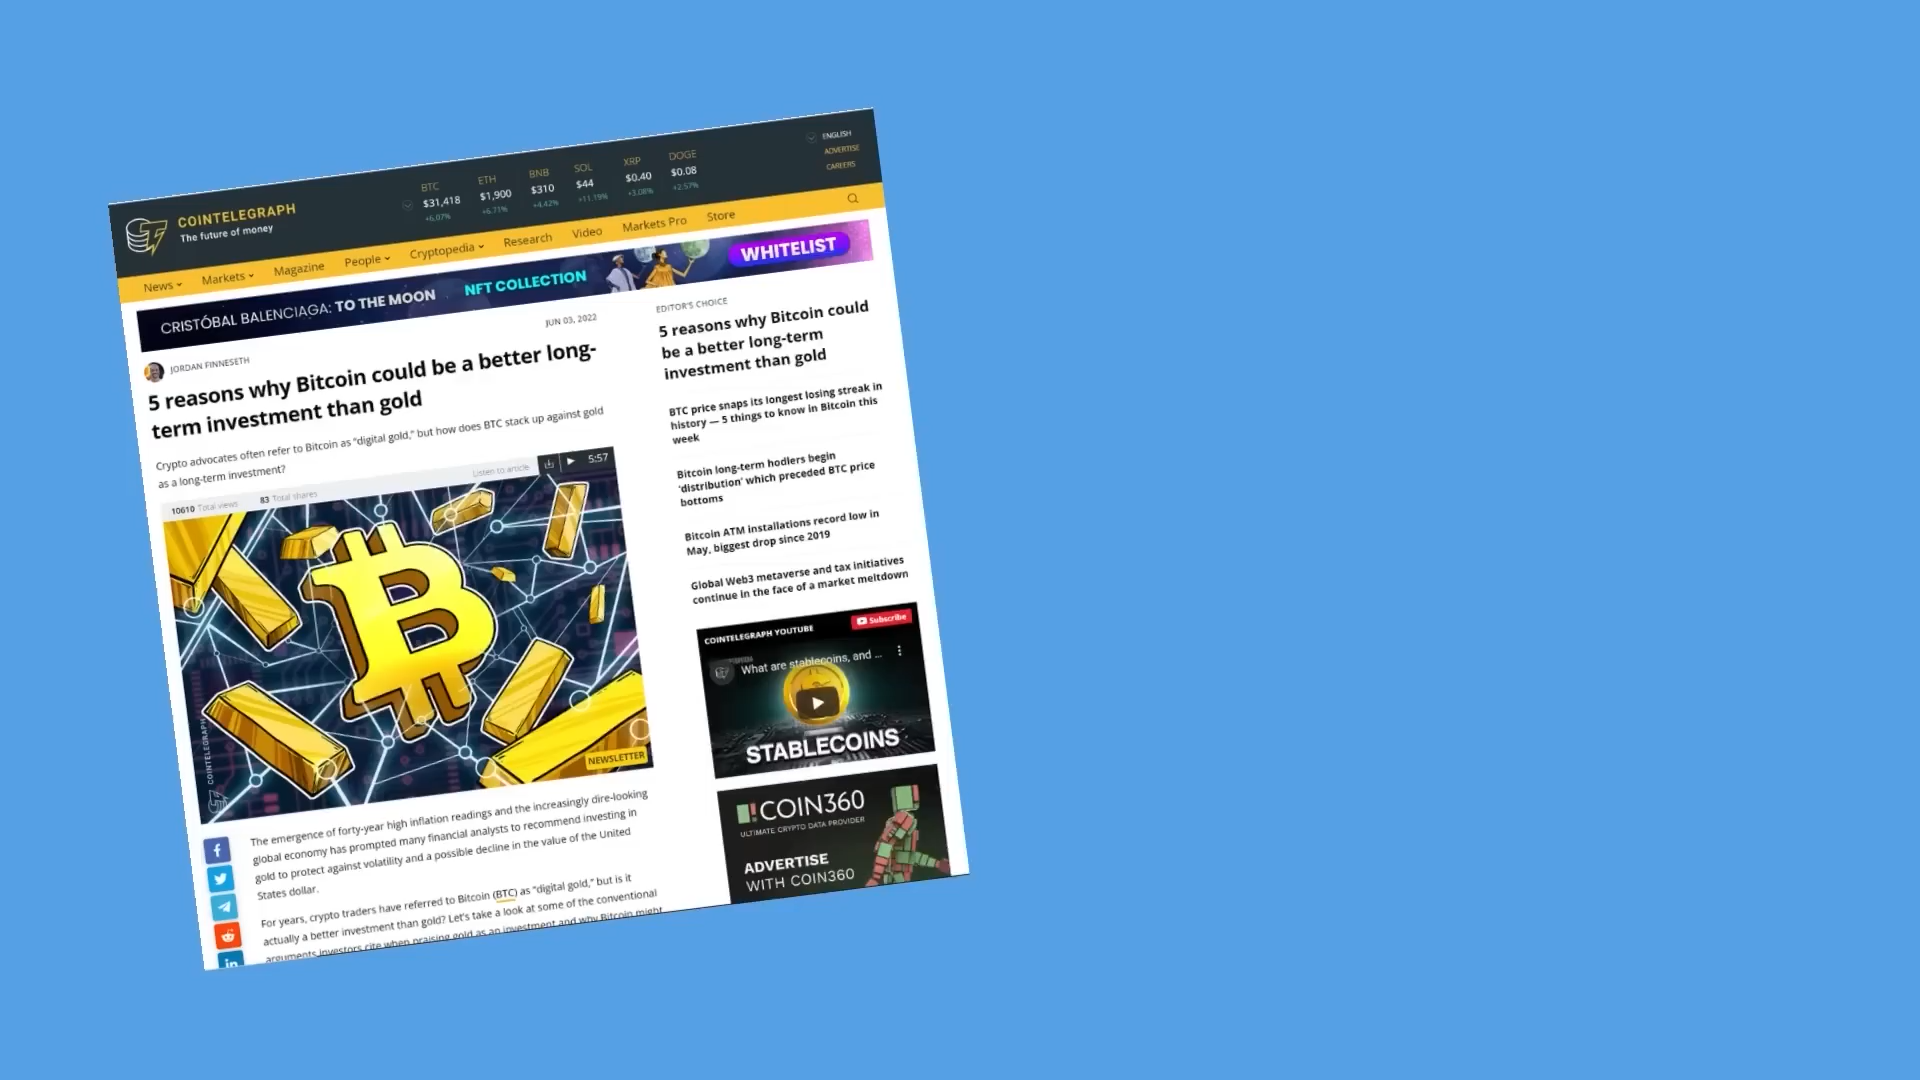 ENGLISH
ADVERTISE
CAREERS
COINTELEGRAPH
The future of money
BTC ETH BNB SOL XRP DOGE
$31,418 $1,900 $310 $44 $0.40 $0.08
+6.07% +6.71% +4.42% +11.19% +3.08% +2.57%
News Markets Magazine People Cryptopedia Research Video Markets Pro Store
CRISTÓBAL BALENCIAGA: TO THE MOON NFT COLLECTION WHITELIST
JUN 03, 2022
JORDAN FINNESETH
5 reasons why Bitcoin could be a better long-
term investment than gold
Crypto advocates often refer to Bitcoin as “digital gold,” but how does BTC stack up against gold
as a long-term investment?
10610 Total views 83 Total shares Listen to article 5:57
COINTELEGRAPH
NEWSLETTER
The emergence of forty-year high inflation readings and the increasingly dire-looking
global economy has prompted many financial analysts to recommend investing in
gold to protect against volatility and a possible decline in the value of the United
States dollar.
For years, crypto traders have referred to Bitcoin (BTC) as “digital gold,” but is it
actually a better investment than gold? Let’s take a look at some of the conventional
arguments investors cite when praising gold as an investment and why Bitcoin might
EDITOR’S CHOICE
5 reasons why Bitcoin could
be a better long-term
investment than gold
BTC price snaps its longest losing streak in
history — 5 things to know in Bitcoin this
week
Bitcoin long-term hodlers begin
‘distribution’ which preceded BTC price
bottoms
Bitcoin ATM installations record low in
May, biggest drop since 2019
Global Web3 metaverse and tax initiatives
continue in the face of a market meltdown
COINTELEGRAPH YOUTUBE Subscribe
What are stablecoins, and ...
STABLECOINS
COIN360
ULTIMATE CRYPTO DATA PROVIDER
ADVERTISE
WITH COIN360